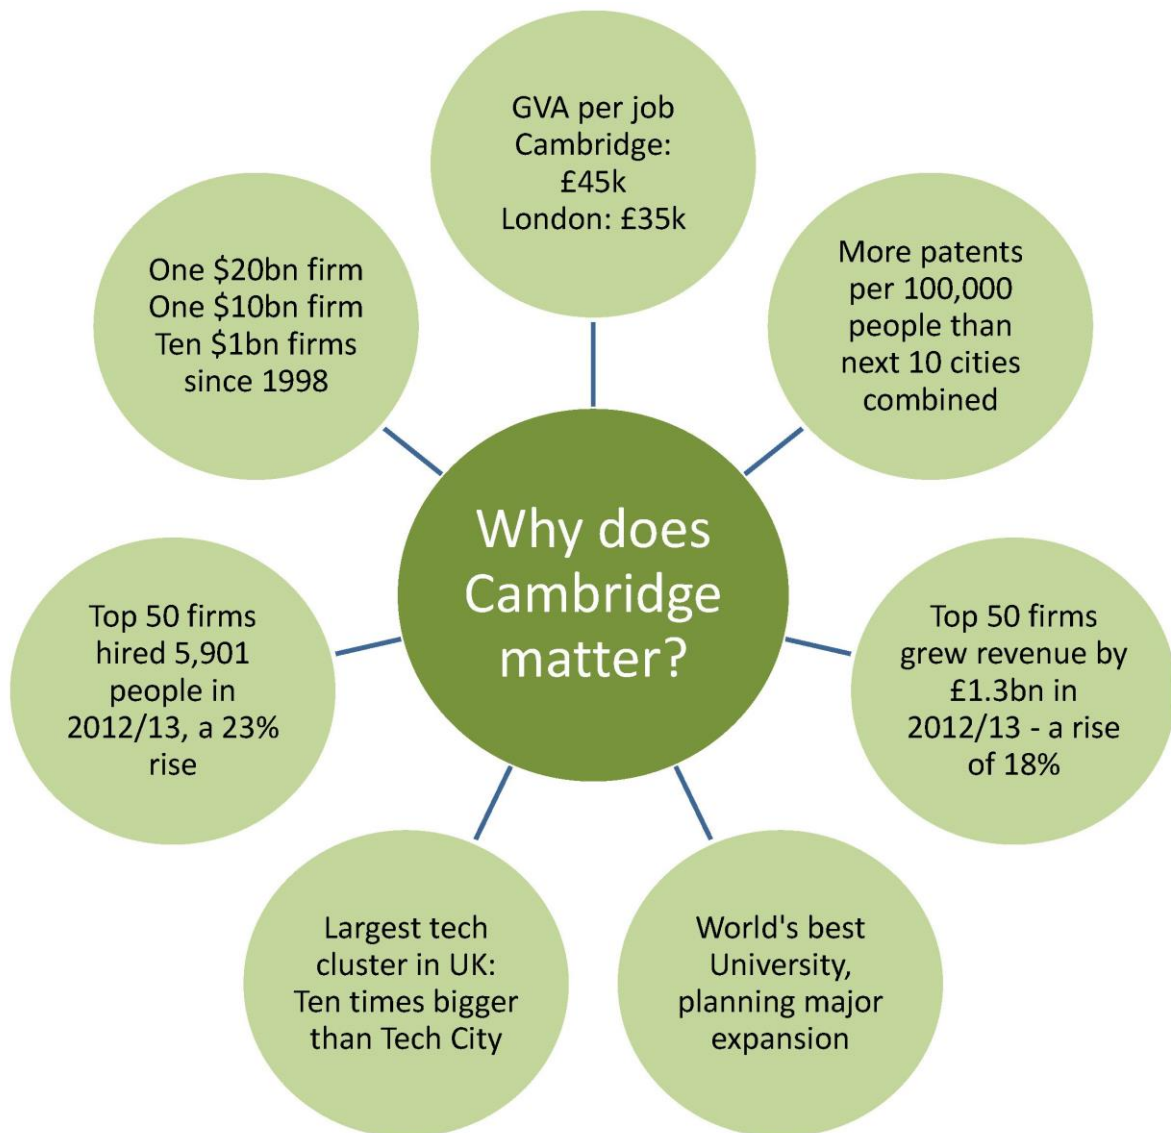 GVA per job
Cambridge:
£45k
London: £35k
More patents
per 100,000
people than
next 10 cities
combined
Top 50 firms
grew revenue by
£1.3bn in
2012/13 - a rise
of 18%
World's best
University,
planning major
expansion
Largest tech
cluster in UK:
Ten times bigger
than Tech City
Top 50 firms
hired 5,901
people in
2012/13, a 23%
rise
One $20bn firm
One $10bn firm
Ten $1bn firms
since 1998
Why does
Cambridge
matter?